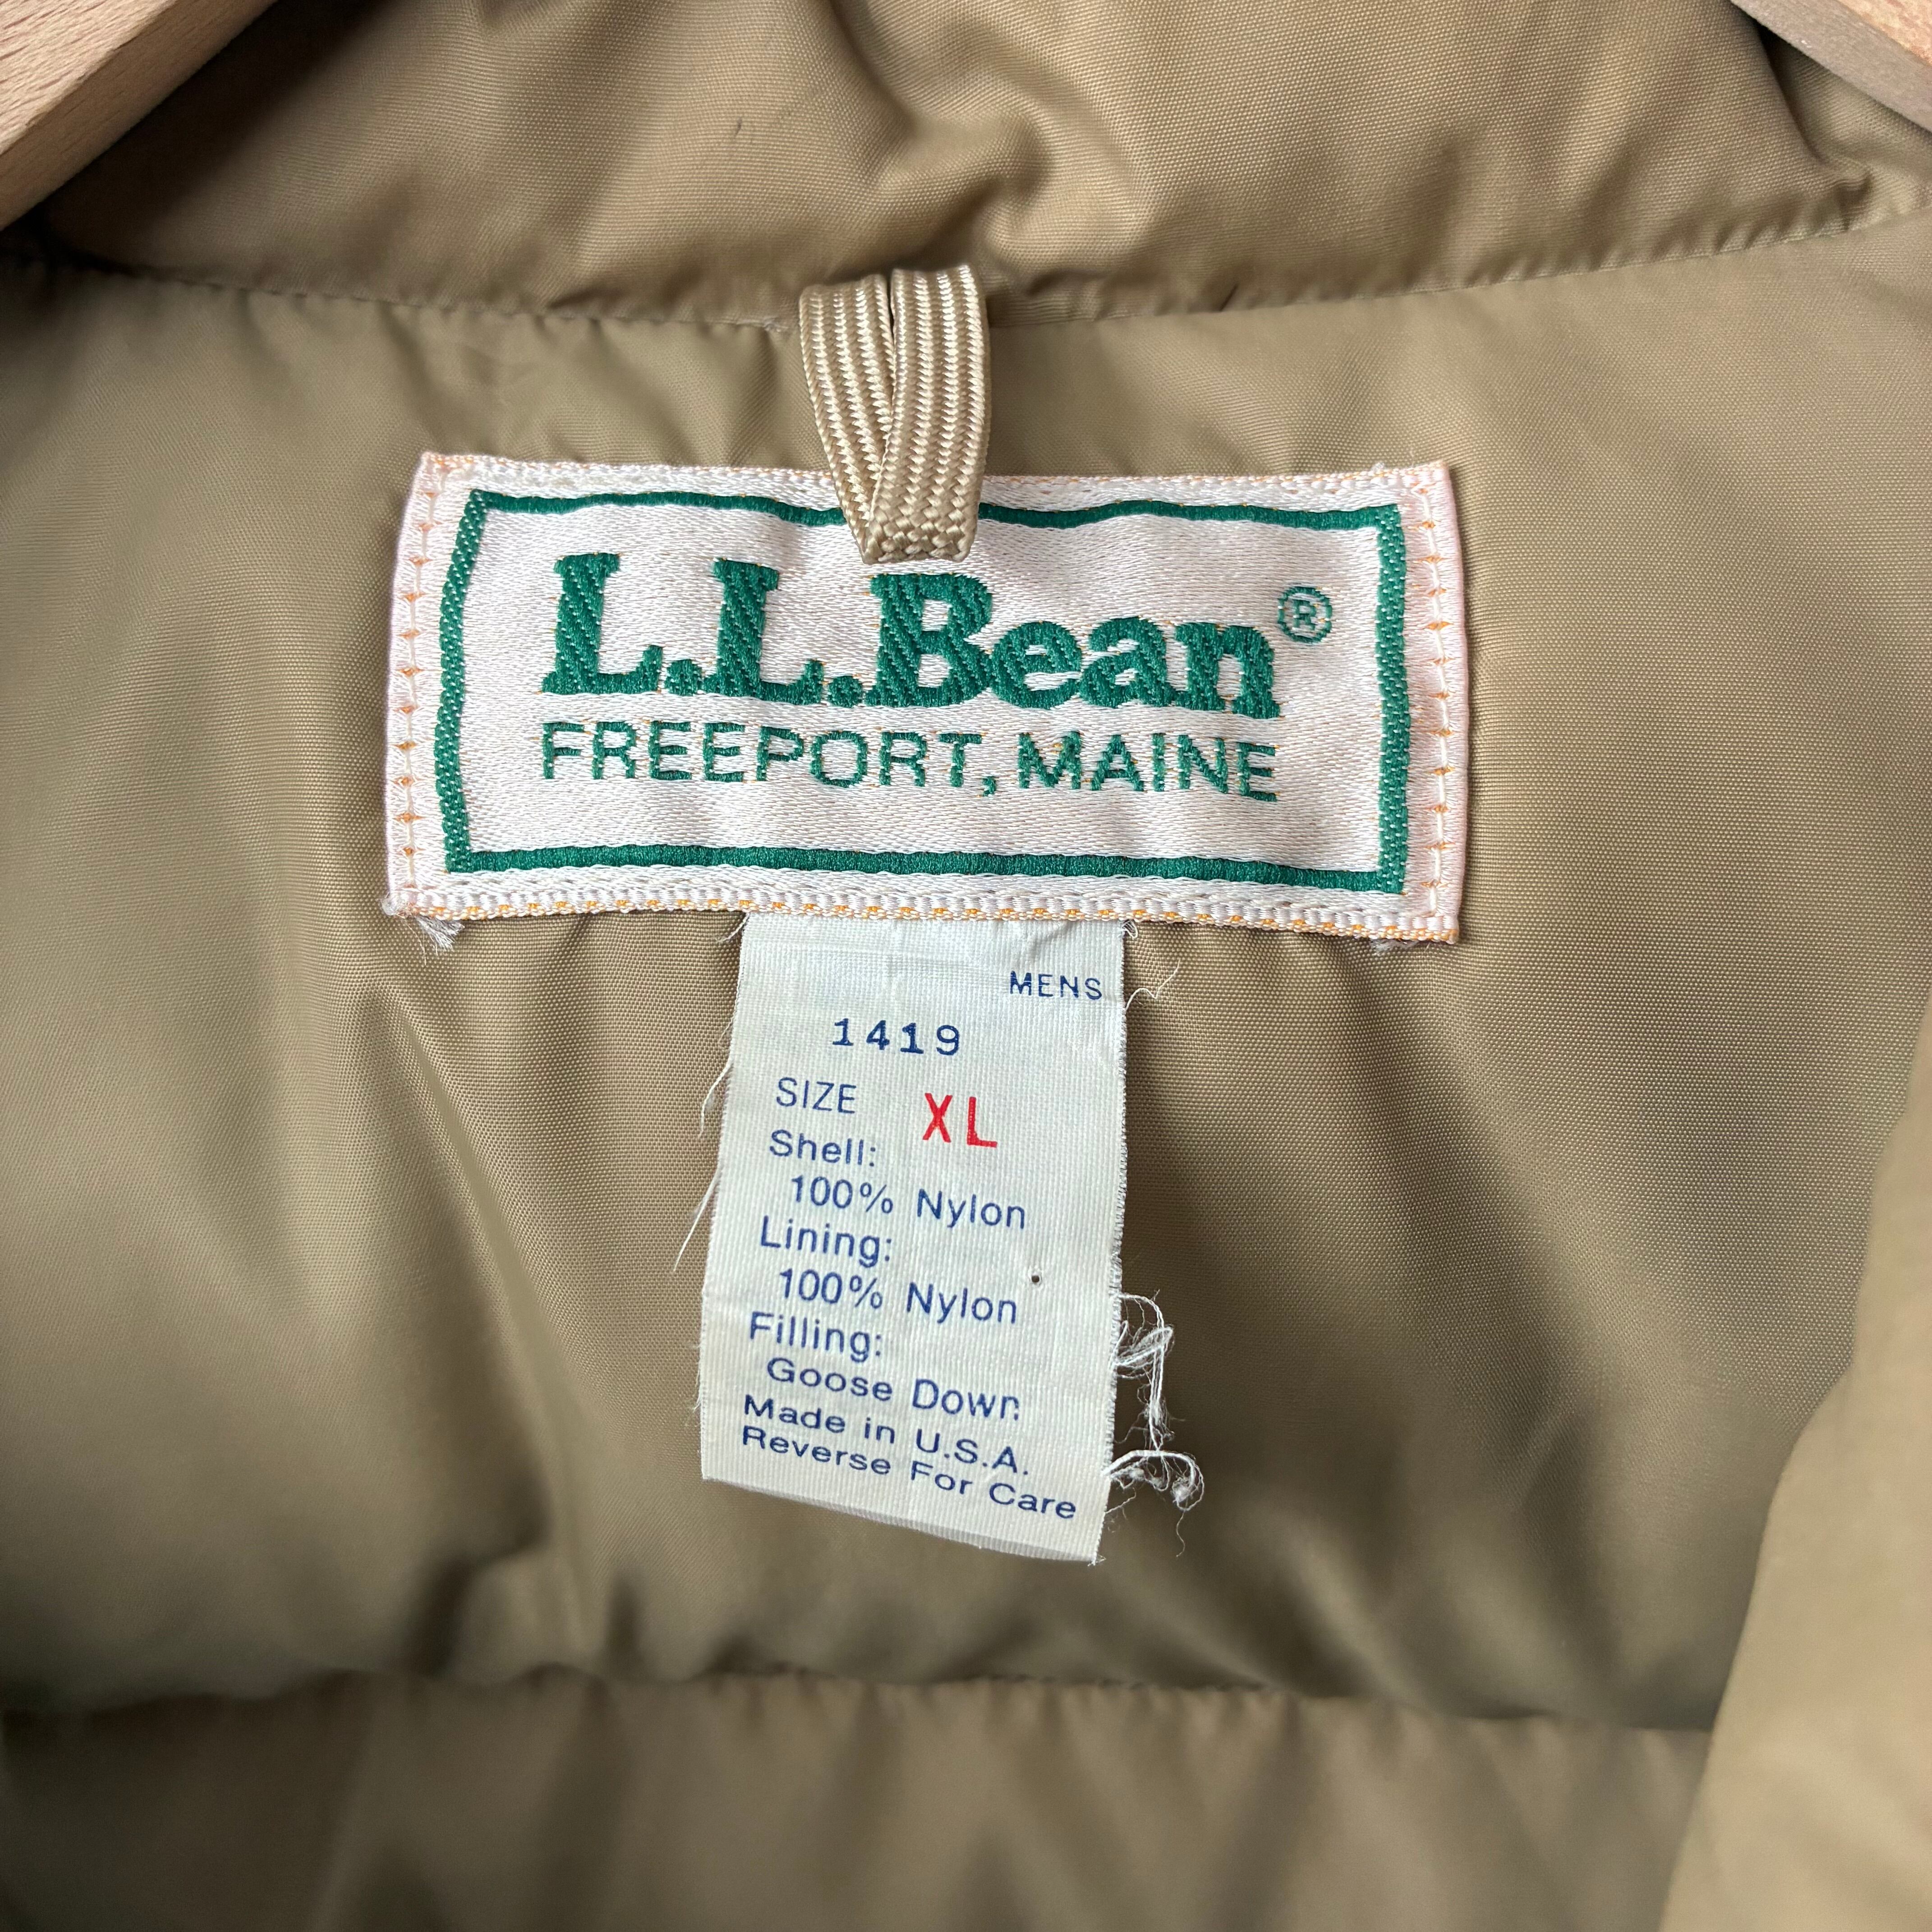 L.L.Bean®
FREEPORT, MAINE
MENS
1419
SIZE XL
Shell:
100% Nylon
Lining:
100% Nylon
Filling:
Goose Down
Made in U.S.A.
Reverse For Care